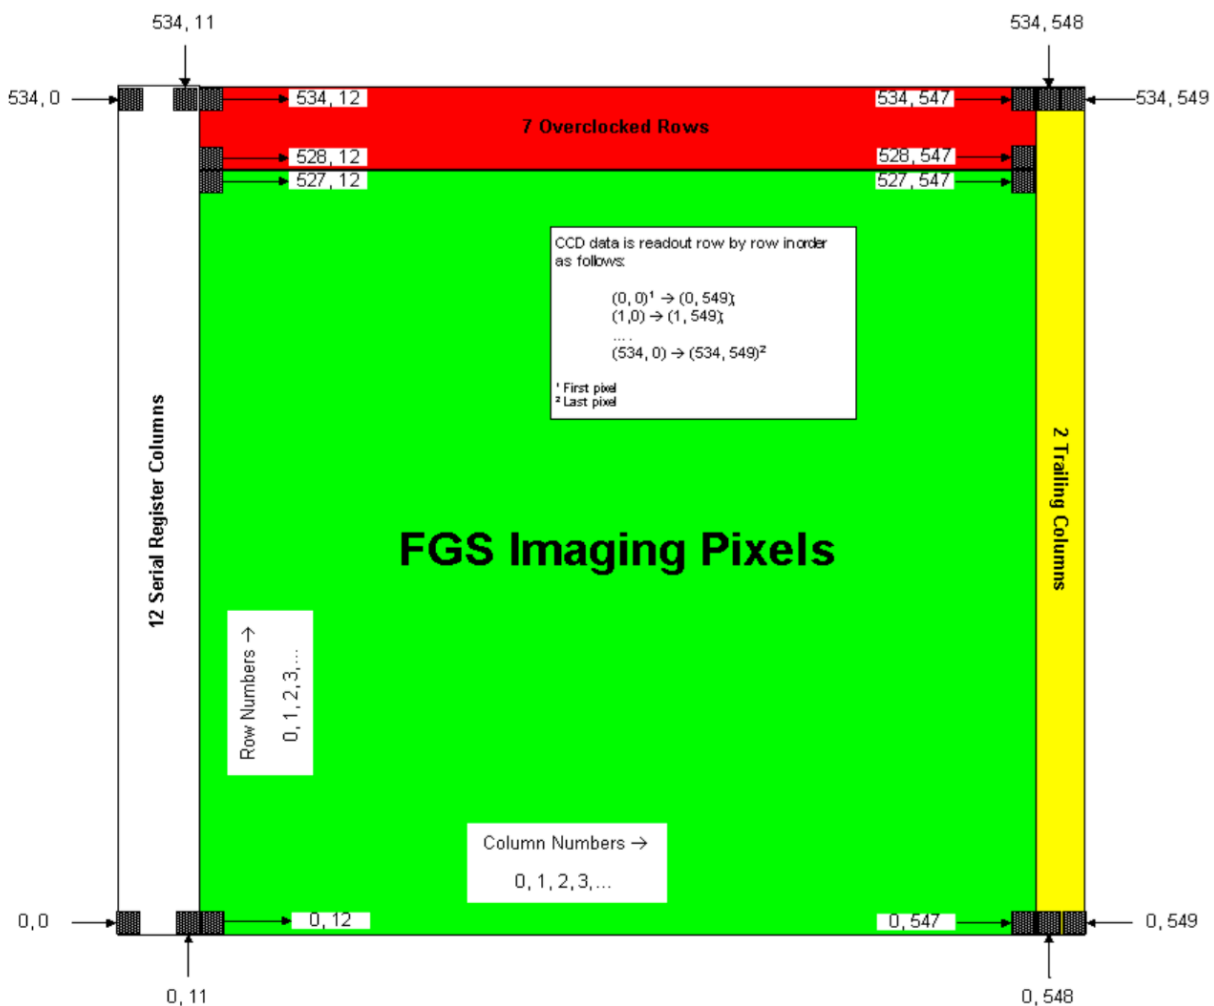 534, 11
534, 548
534, 0
534, 12
534, 547
534, 549
7 Overclocked Rows
528, 12
528, 547
527, 12
527, 547
CCD data is readout row by row inorder
as follows:
(0, 0)¹ → (0, 549);
(1,0) → (1, 549);
....
(534, 0) → (534, 549)²
¹ First pixel
² Last pixel
12 Serial Register Columns
2 Trailing Columns
FGS Imaging Pixels
Row Numbers →
0, 1, 2, 3, ...
Column Numbers →
0, 1, 2, 3, ...
0,0
0, 12
0, 547
0, 549
0, 11
0, 548